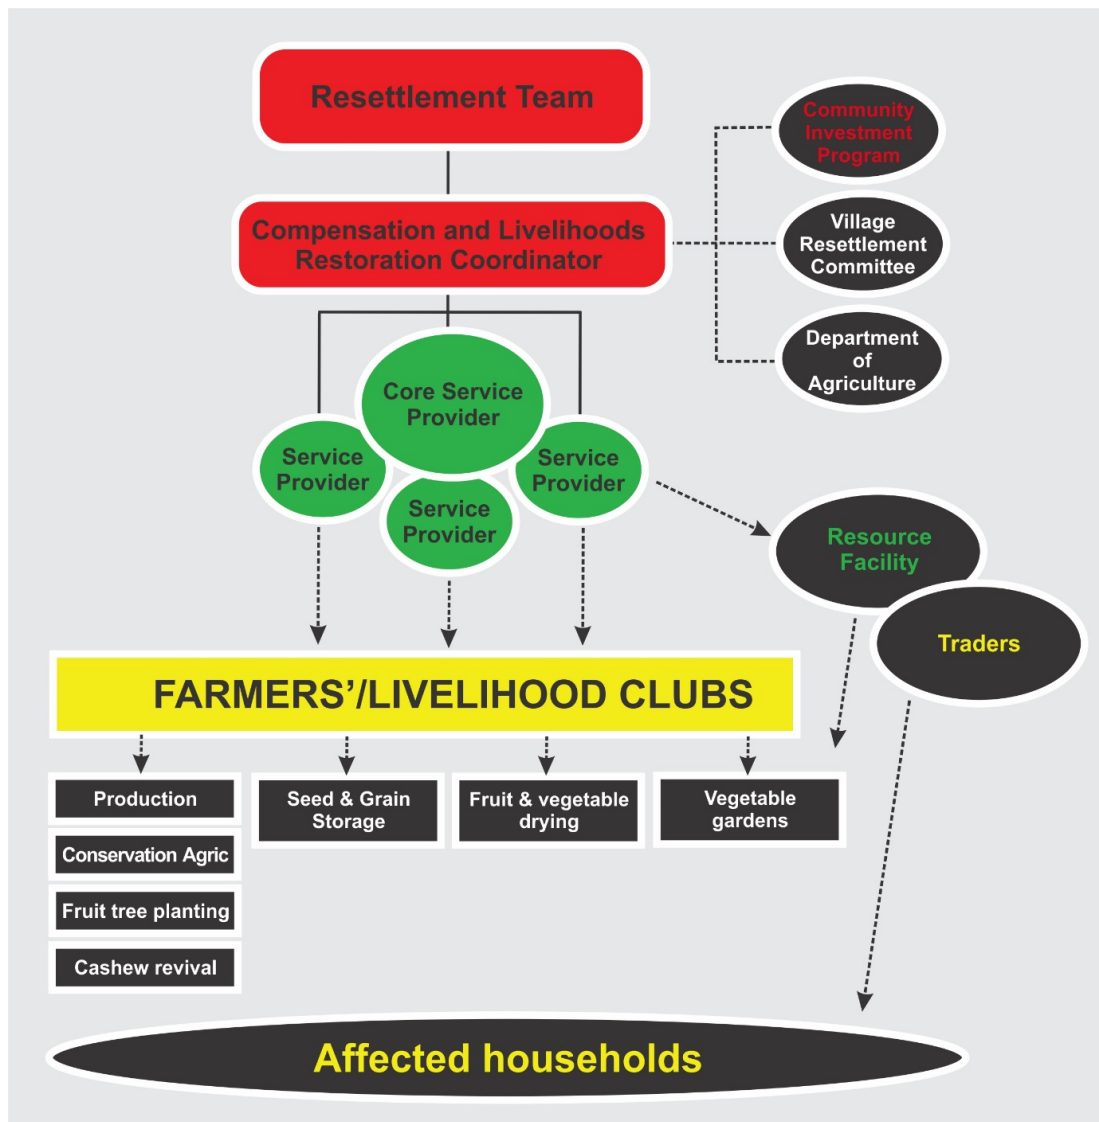 Resettlement Team
Community
Investment
Program
Compensation and Livelihoods
Restoration Coordinator
Village
Resettlement
Committee
Department
of
Agriculture
Core Service
Provider
Service
Provider
Service
Provider
Service
Provider
Resource
Facility
Traders
FARMERS’/LIVELIHOOD CLUBS
Production
Seed & Grain
Storage
Fruit & vegetable
drying
Vegetable
gardens
Conservation Agric
Fruit tree planting
Cashew revival
Affected households